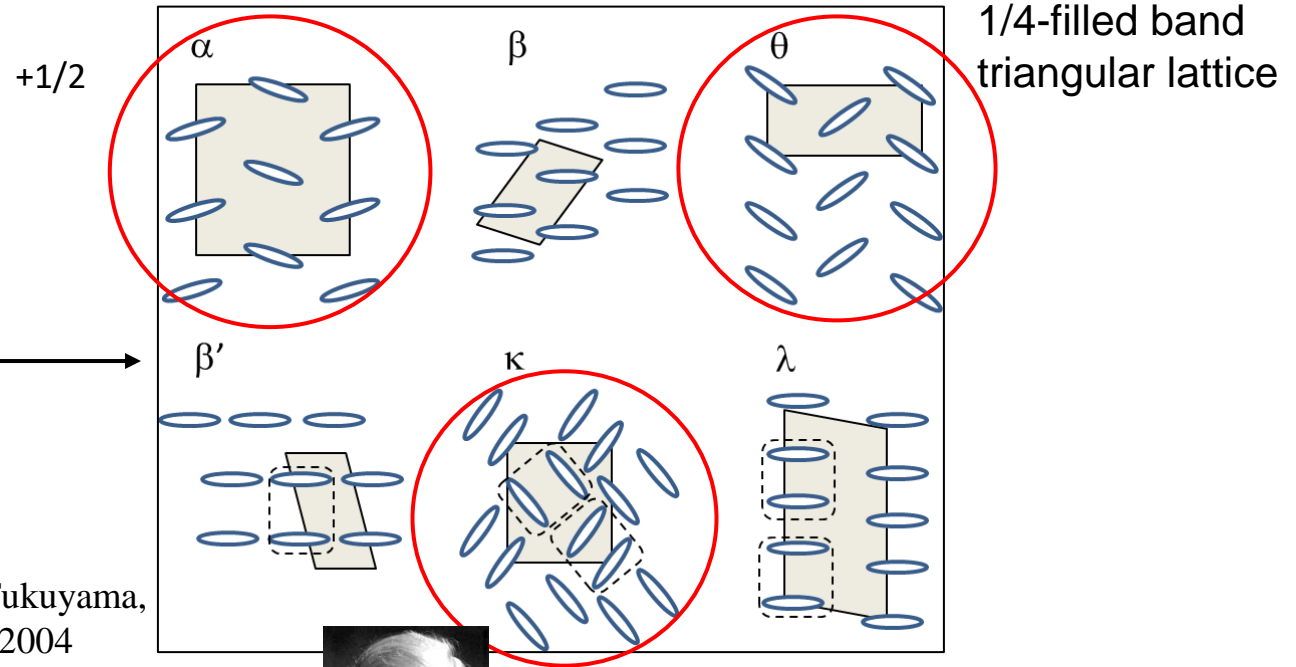 +1/2
α
β
θ
1/4-filled band
triangular lattice
β′
κ
λ
ukuyama,
2004